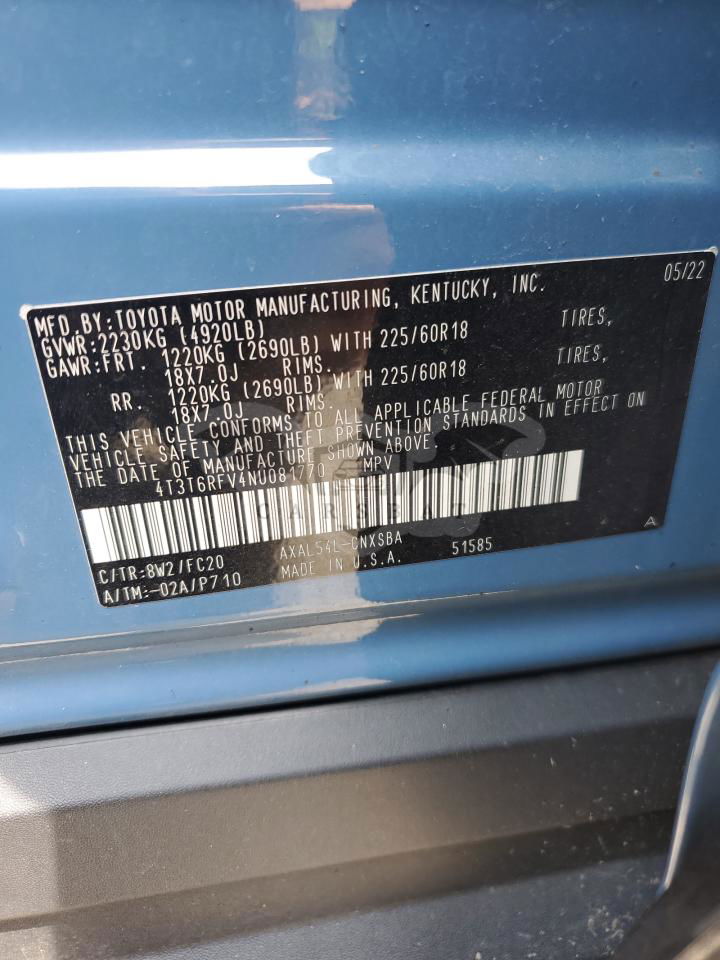 05/22
MFD.BY:TOYOTA MOTOR MANUFACTURING, KENTUCKY, INC.
GVWR:2230KG (4920LB)
GAWR:FRT. 1220KG (2690LB) WITH 225/60R18 TIRES,
18X7.0J RIMS.
RR. 1220KG (2690LB) WITH 225/60R18 TIRES,
18X7.0J RIMS.
THIS VEHICLE CONFORMS TO ALL APPLICABLE FEDERAL MOTOR
VEHICLE SAFETY AND THEFT PREVENTION STANDARDS IN EFFECT ON
THE DATE OF MANUFACTURE SHOWN ABOVE.
4T3T6RFV4NU081770 MPV
CARSBAT
C/TR:8W2/FC20 AXAL54L-CNXSBA 51585 A
A/TM:-02A/P710 MADE IN U.S.A.